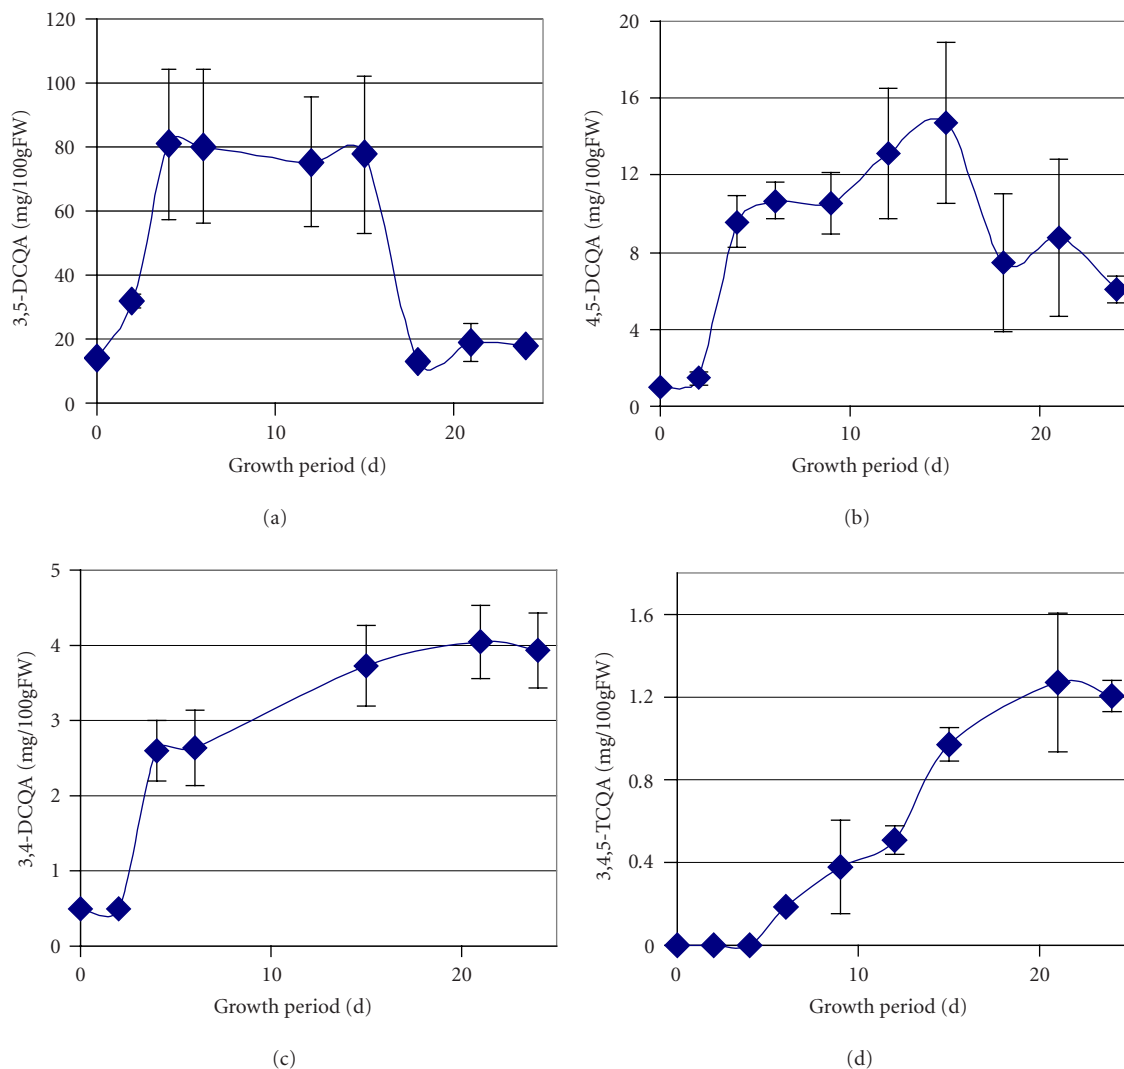 120
100
80
60
40
20
0
3,5-DCQA (mg/100gFW)
0 10 20
Growth period (d)
(a)
20
16
12
8
4
0
4,5-DCQA (mg/100gFW)
0 10 20
Growth period (d)
(b)
5
4
3
2
1
0
3,4-DCQA (mg/100gFW)
0 10 20
Growth period (d)
(c)
1.6
1.2
0.8
0.4
0
3,4,5-TCQA (mg/100gFW)
0 10 20
Growth period (d)
(d)